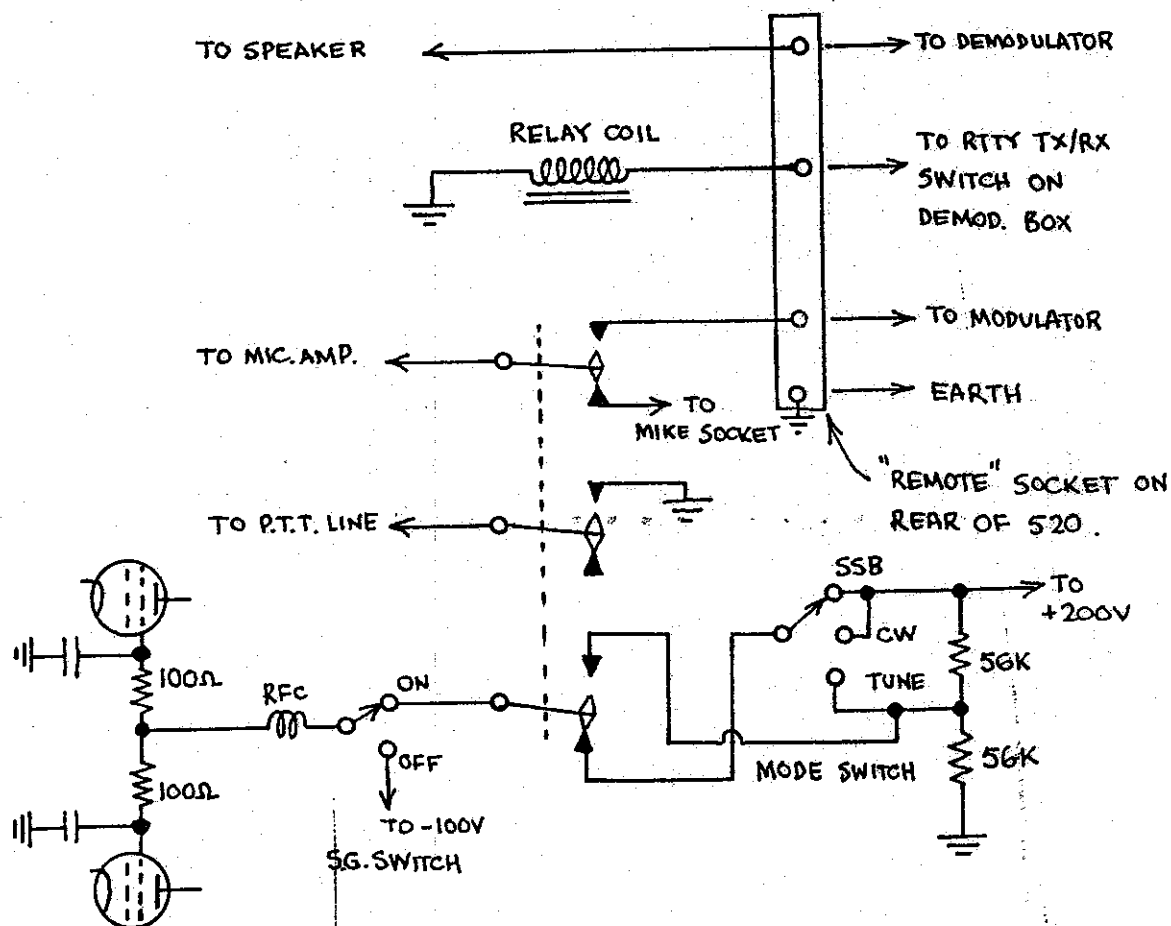 TO SPEAKER
TO DEMODULATOR
RELAY COIL
TO RTTY TX/RX
SWITCH ON
DEMOD. BOX
TO MIC. AMP.
TO MODULATOR
TO
MIKE SOCKET
EARTH
"REMOTE" SOCKET ON
REAR OF 520.
TO P.T.T. LINE
SSB
TO
+200V
CW
56K
TUNE
100Ω
RFC
ON
OFF
MODE SWITCH
56K
100Ω
TO -100V
S.G. SWITCH